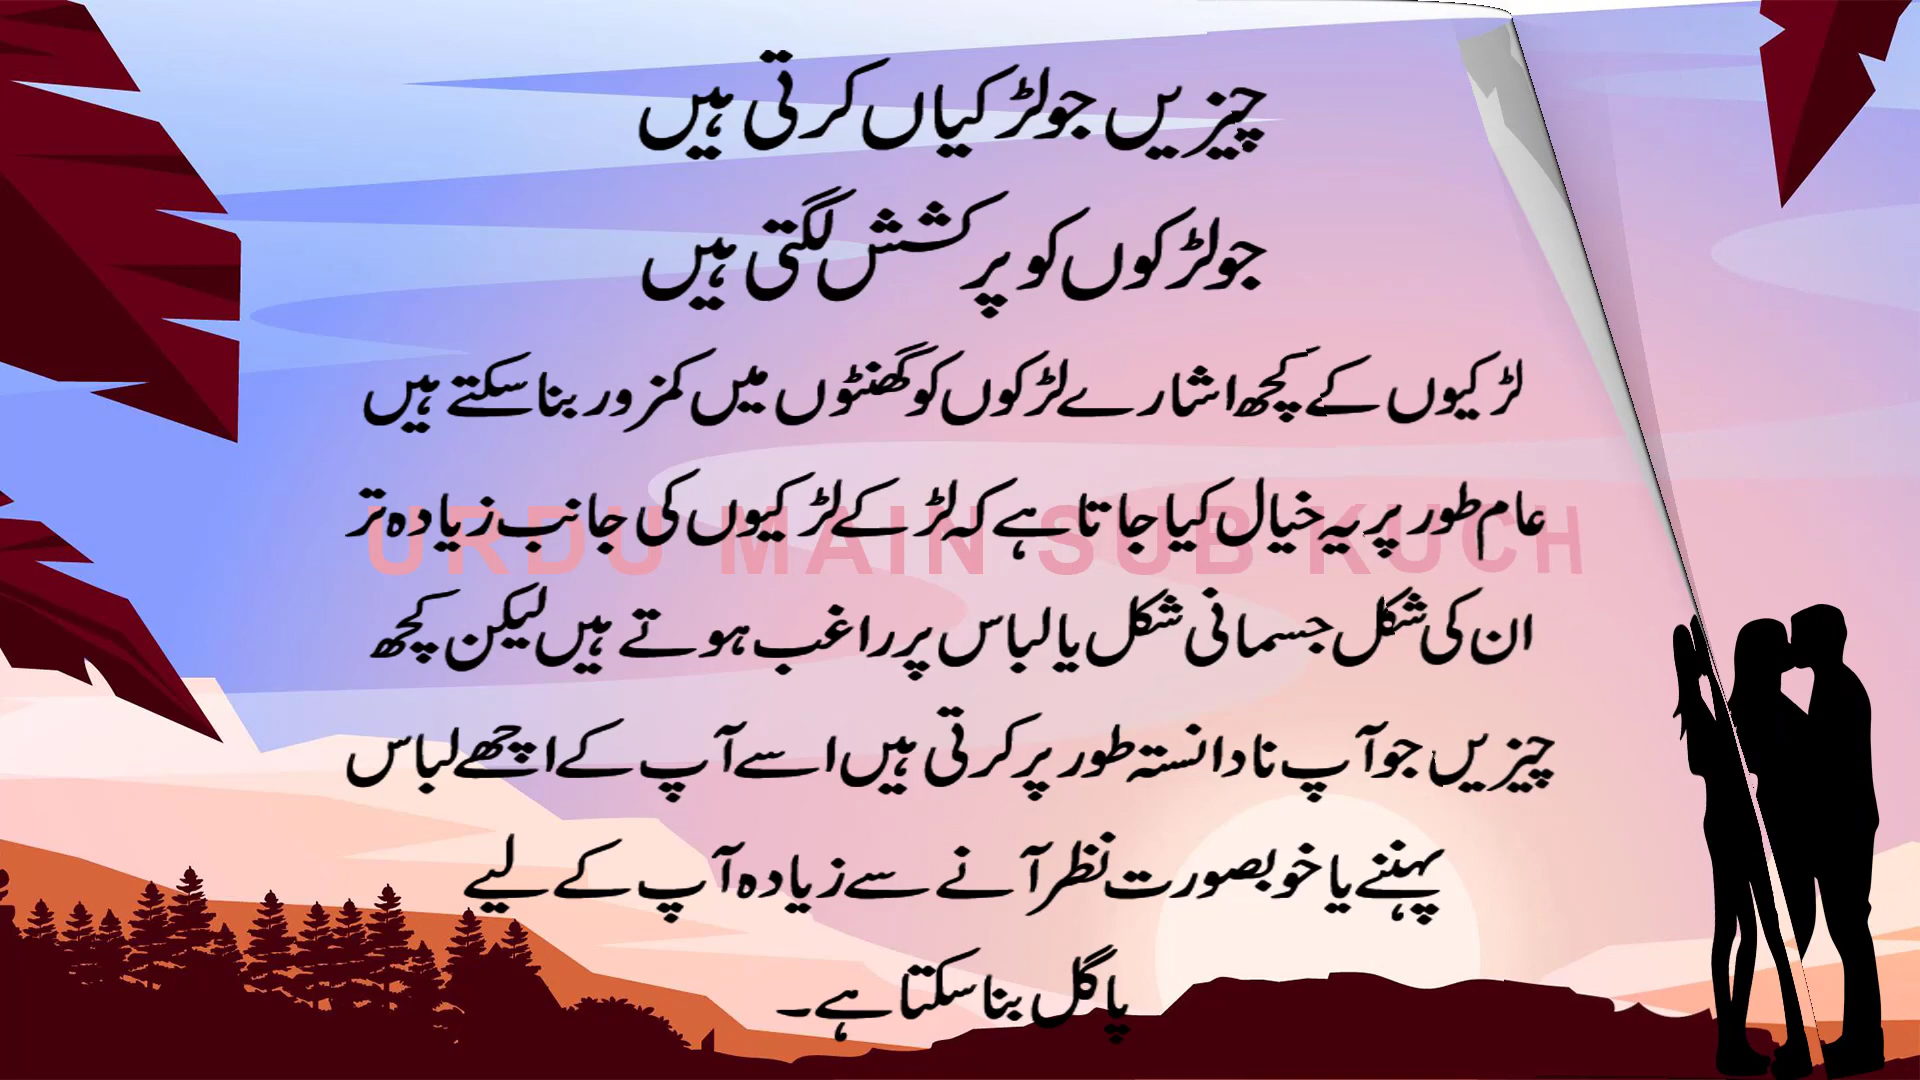 چیزیں جو لڑکیاں کرتی ہیں
جو لڑکوں کو پرکشش لگتی ہیں
لڑکیوں کے کچھ اشارے لڑکوں کو گھنٹوں میں کمزور بنا سکتے ہیں
عام طور پر یہ خیال کیا جاتا ہے کہ لڑکے لڑکیوں کی جانب زیادہ تر
URDU MAIN SUB KUCH
ان کی شکل جسمانی شکل یا لباس پر راغب ہوتے ہیں لیکن کچھ
چیزیں جو آپ نادانستہ طور پر کرتی ہیں اسے آپ کے اچھے لباس
پہننے یا خوبصورت نظر آنے سے زیادہ آپ کے لیے
پاگل بنا سکتا ہے۔